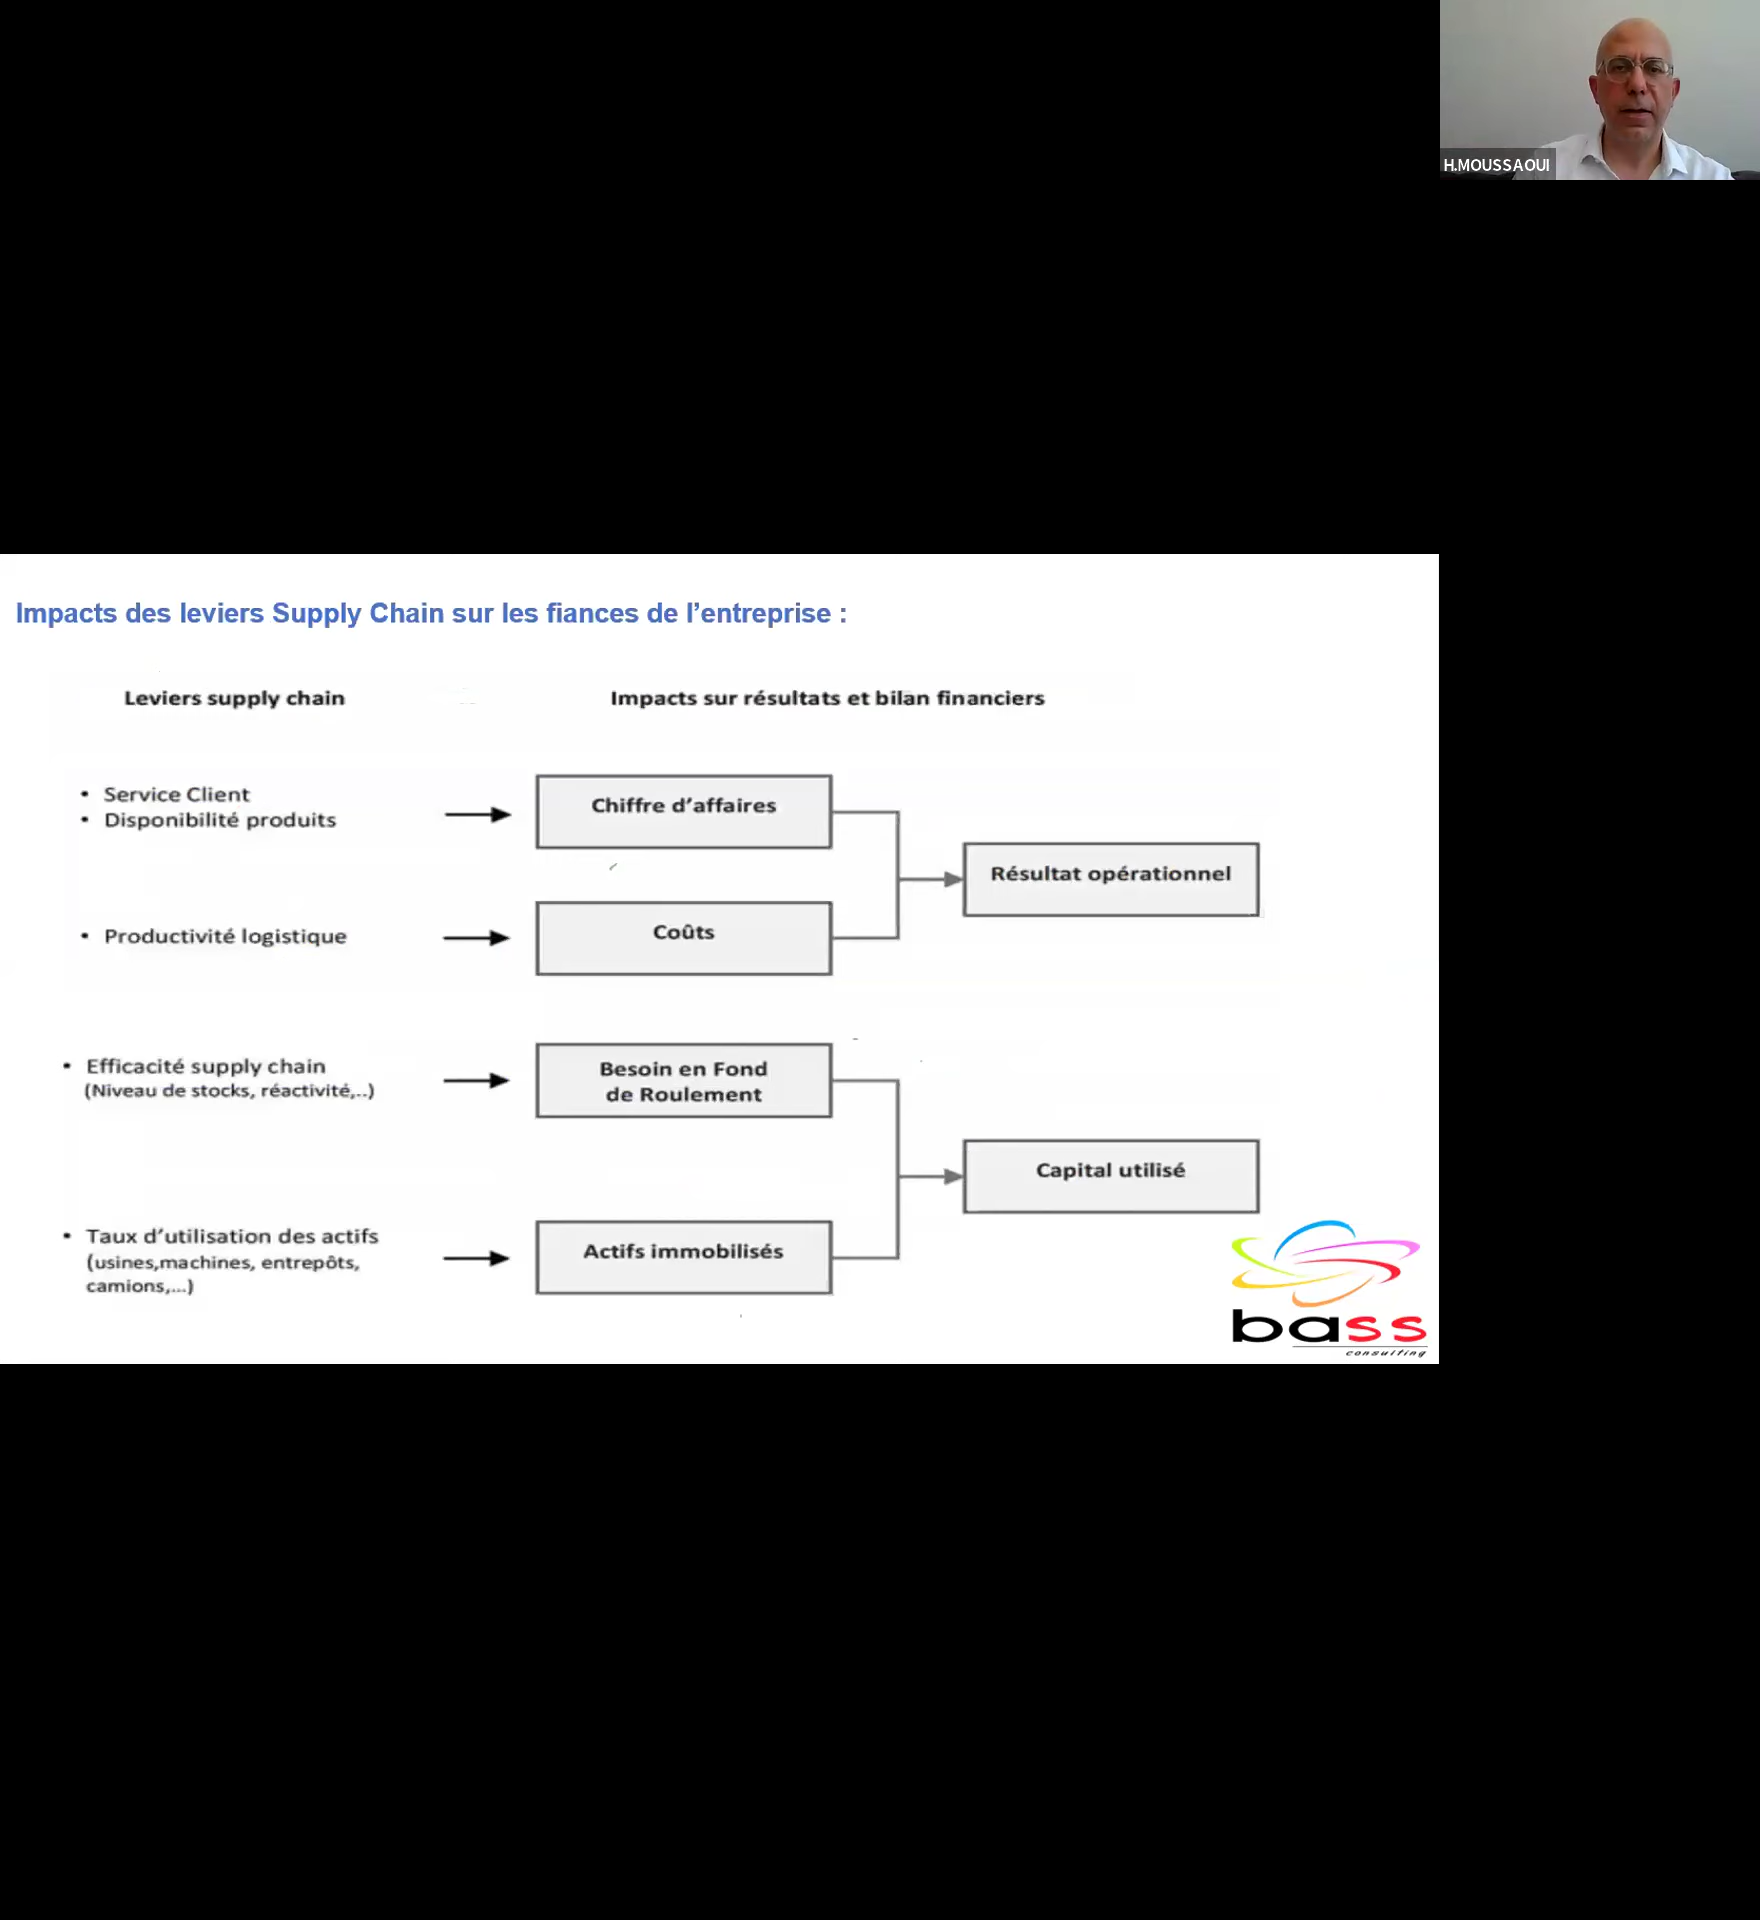 H.MOUSSAOUI
Impacts des leviers Supply Chain sur les fiances de l’entreprise :
Leviers supply chain
Impacts sur résultats et bilan financiers
• Service Client
• Disponibilité produits
Chiffre d’affaires
Résultat opérationnel
• Productivité logistique
Coûts
• Efficacité supply chain
(Niveau de stocks, réactivité,..)
Besoin en Fond
de Roulement
Capital utilisé
• Taux d’utilisation des actifs
(usines,machines, entrepôts,
camions,...)
Actifs immobilisés
bass
consulting